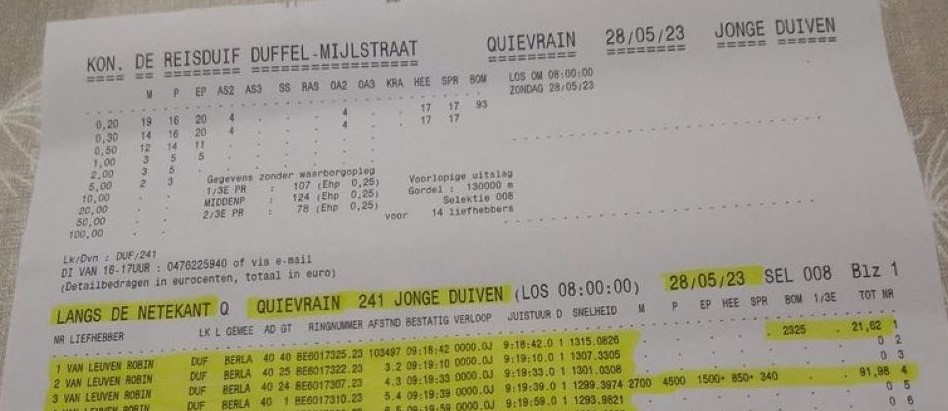 KON. DE REISDUIF DUFFEL-MIJLSTRAAT QUIEVRAIN 28/05/23 JONGE DUIVEN
M P EP AS2 AS3 SS RAS OA2 OA3 KRA HEE SPR BOM LOS OM 08:00:00
ZONDAG 28/05/23
0,20 19 16 20 4 . . . 4 . . 17 17 93
0,30 14 16 20 4 . . . 4 . . 17 17
0,50 12 14 11
1,00 3 5 5
2,00 3 5
5,00 2 3
10,00
20,00
50,00
100,00
Gegevens zonder waarborgopleg Voorlopige uitslag
1/3E PR : 107 (Ehp 0,25) Gordel : 130000 m
MIDDENP : 124 (Ehp 0,25) Selektie 008
2/3E PR : 78 (Ehp 0,25) voor 14 liefhebbers
Lk/Dvn : DUF/241
DI VAN 16-17UUR : 0476225940 of via e-mail
(Detailbedragen in eurocenten, totaal in euro)
LANGS DE NETEKANT Q QUIEVRAIN 241 JONGE DUIVEN (LOS 08:00:00) 28/05/23 SEL 008 Blz 1
NR LIEFHEBBER LK L GEMEE AD GT RINGNUMMER AFSTND BESTATIG VERLOOP JUISTUUR D SNELHEID M P EP HEE SPR BOM 1/3E TOT NR
1 VAN LEUVEN ROBIN DUF BERLA 40 40 BE6017325.23 103497 09:18:42 0000.0J 9:18:42.0 1 1315.0826 . . . . . 2325 . 21,62 1
2 VAN LEUVEN ROBIN DUF BERLA 40 25 BE6017322.23 3.2 09:19:10 0000.0J 9:19:10.0 1 1307.3305 0 2
3 VAN LEUVEN ROBIN DUF BERLA 40 24 BE6017307.23 4.3 09:19:33 0000.0J 9:19:33.0 1 1301.0308 0 3
VAN LEUVEN ROBIN DUF BERLA 40 1 BE6017310.23 5.4 09:19:39 0000.0J 9:19:39.0 1 1299.3974 2700 4500 1500+ 850+ 340 . . 91,98 4
09:19:59 0000.0J 9:19:59.0 1 1293.9821 0 6